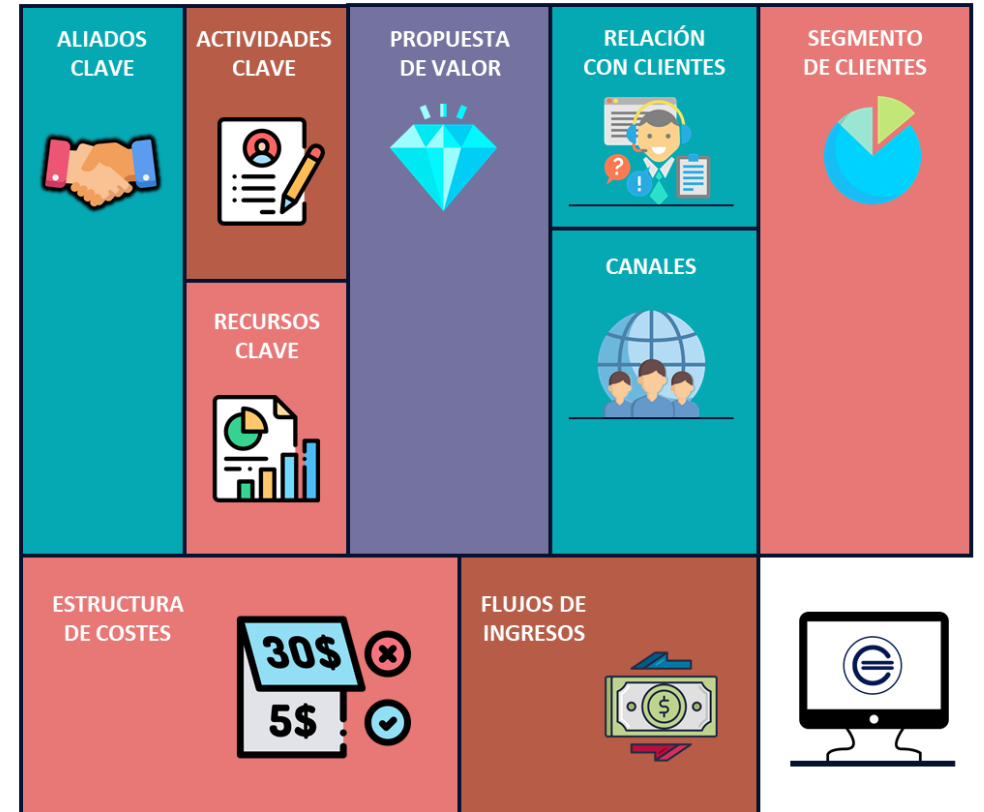 ALIADOS
CLAVE
ACTIVIDADES
CLAVE
RECURSOS
CLAVE
PROPUESTA
DE VALOR
RELACIÓN
CON CLIENTES
?
!
CANALES
SEGMENTO
DE CLIENTES
ESTRUCTURA
DE COSTES
30$
5$
FLUJOS DE
INGRESOS
$